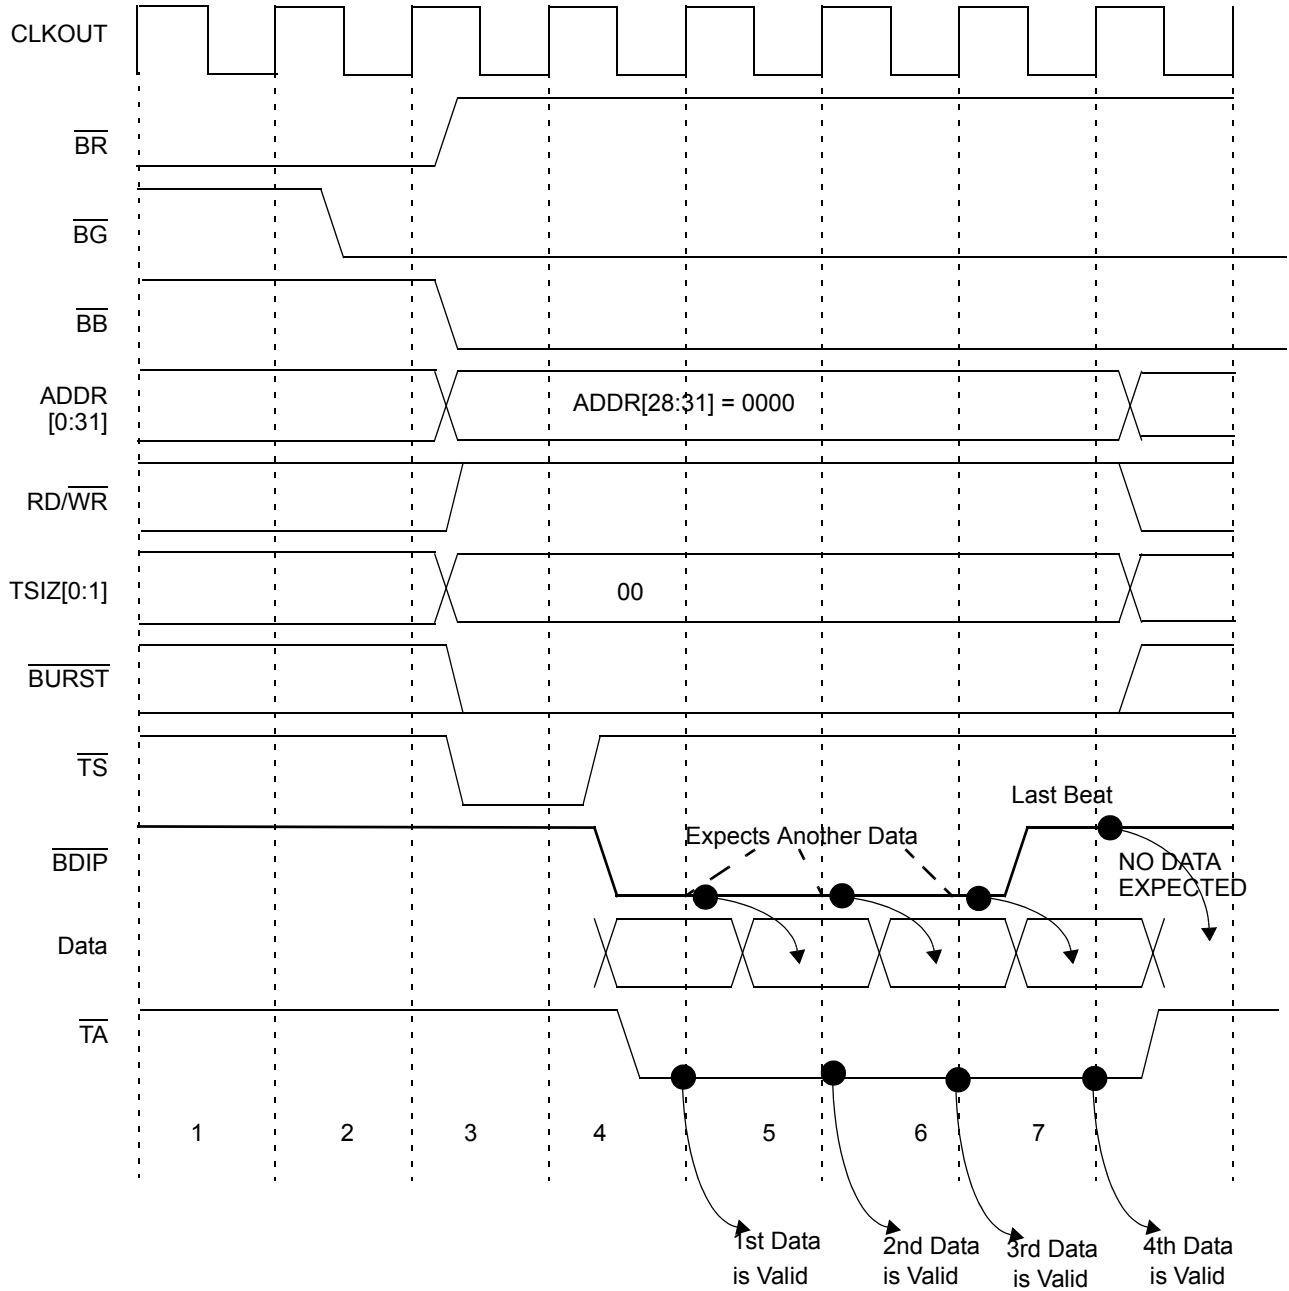 CLKOUT
BR
BG
BB
ADDR
[0:31]
ADDR[28:31] = 0000
RD/WR
TSIZ[0:1]
00
BURST
TS
Last Beat
BDIP
Expects Another Data
NO DATA
EXPECTED
Data
TA
1 2 3 4 5 6 7
1st Data
is Valid
2nd Data
is Valid
3rd Data
is Valid
4th Data
is Valid